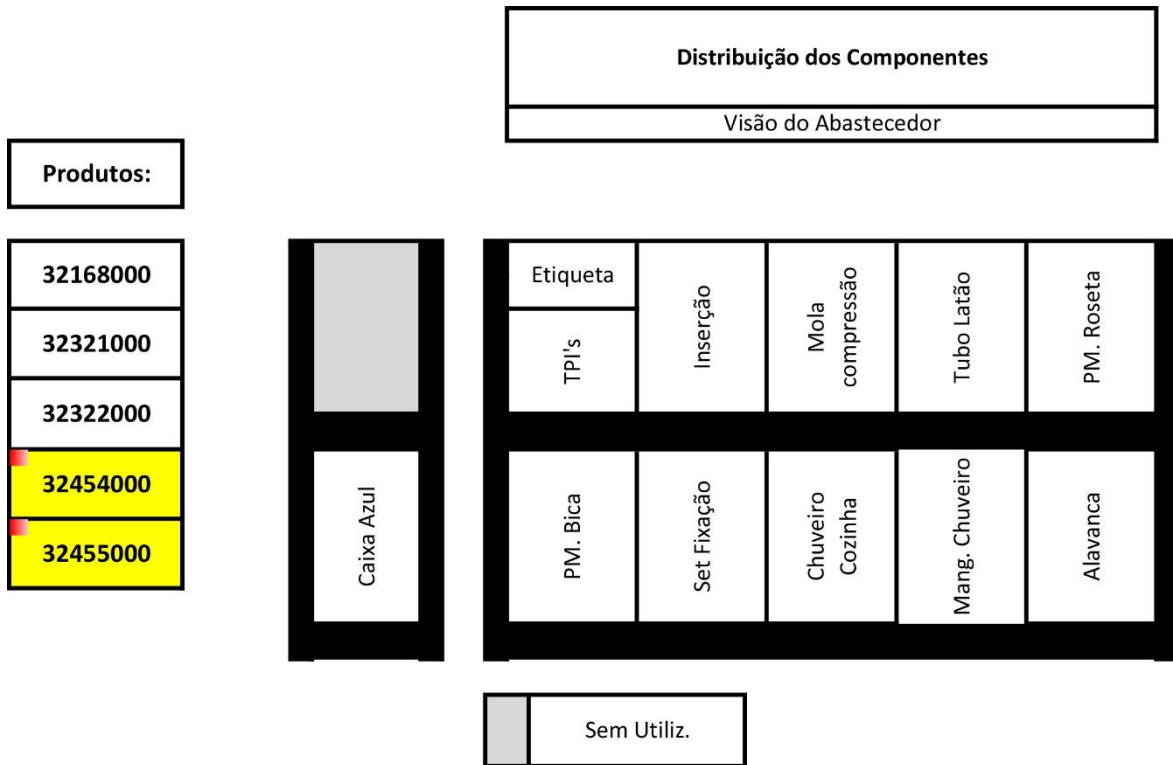 Distribuição dos Componentes
Visão do Abastecedor
Produtos:
32168000
32321000
32322000
32454000
32455000
Etiqueta
TPI's
Inserção
Mola
compressão
Tubo Latão
PM. Roseta
Caixa Azul
PM. Bica
Set Fixação
Chuveiro
Cozinha
Mang. Chuveiro
Alavanca
Sem Utiliz.